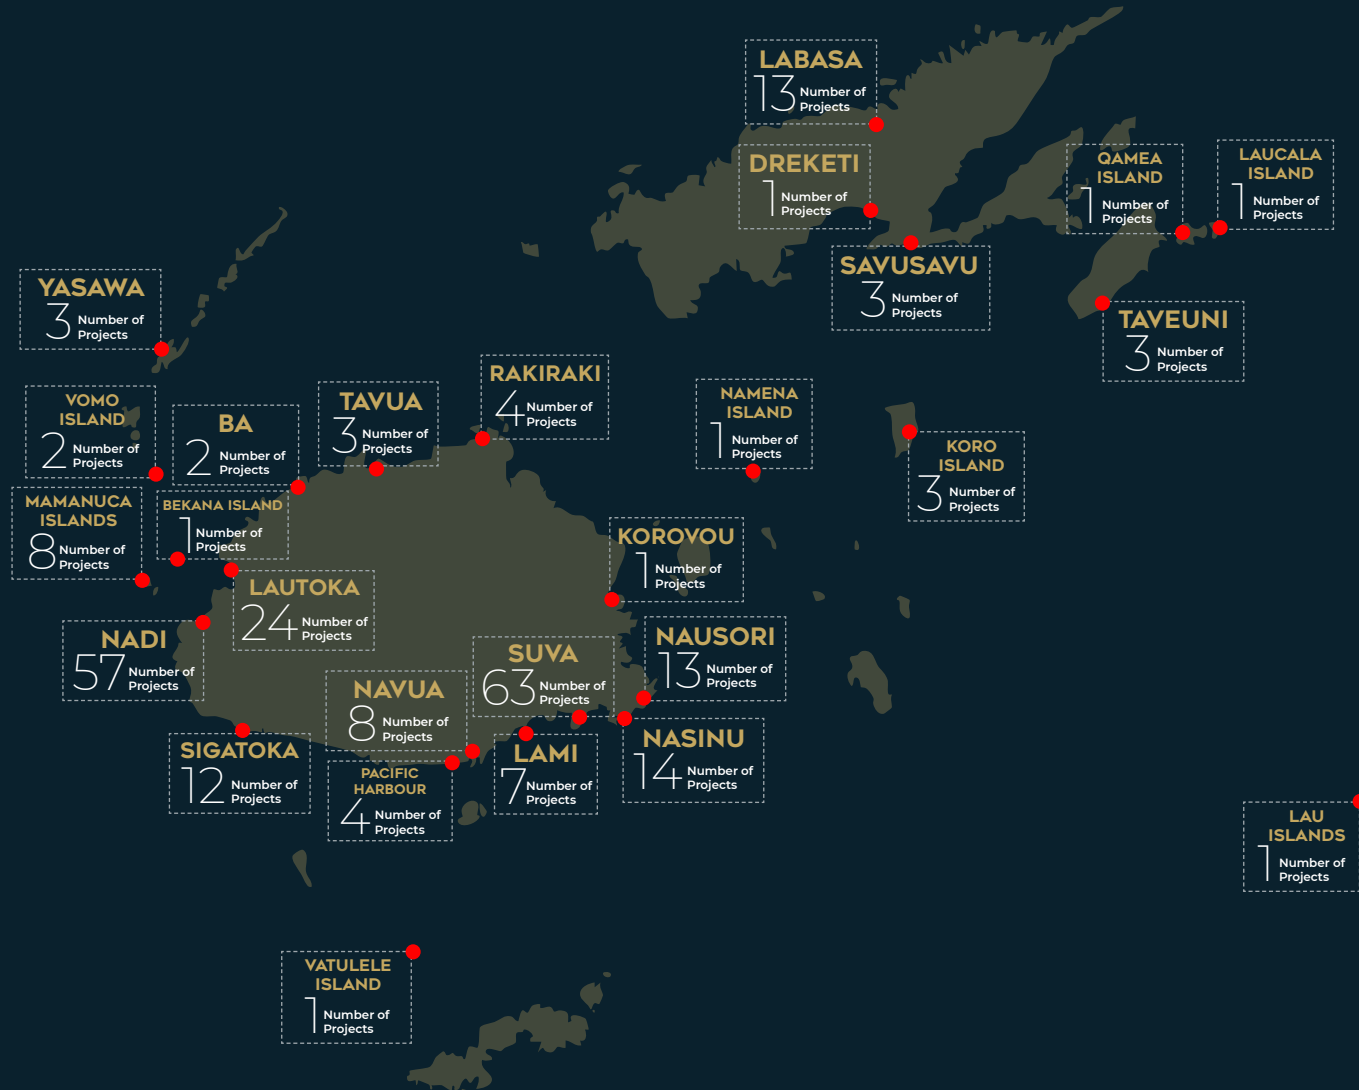 LABASA
13 Number of
Projects
DREKETI
1 Number of
Projects
QAMEA
ISLAND
1 Number of
Projects
LAUCALA
ISLAND
1 Number of
Projects
SAVUSAVU
3 Number of
Projects
YASAWA
3 Number of
Projects
TAVEUNI
3 Number of
Projects
RAKIRAKI
4 Number of
Projects
TAVUA
3 Number of
Projects
VOMO
ISLAND
2 Number of
Projects
BA
2 Number of
Projects
NAMENA
ISLAND
1 Number of
Projects
KORO
ISLAND
3 Number of
Projects
MAMANUCA
ISLANDS
8 Number of
Projects
BEKANA ISLAND
1 Number of
Projects
KOROVOU
1 Number of
Projects
LAUTOKA
24 Number of
Projects
NADI
57 Number of
Projects
NAUSORI
13 Number of
Projects
SUVA
63 Number of
Projects
NAVUA
8 Number of
Projects
SIGATOKA
12 Number of
Projects
LAMI
7 Number of
Projects
NASINU
14 Number of
Projects
PACIFIC
HARBOUR
4 Number of
Projects
LAU
ISLANDS
1 Number of
Projects
VATULELE
ISLAND
1 Number of
Projects